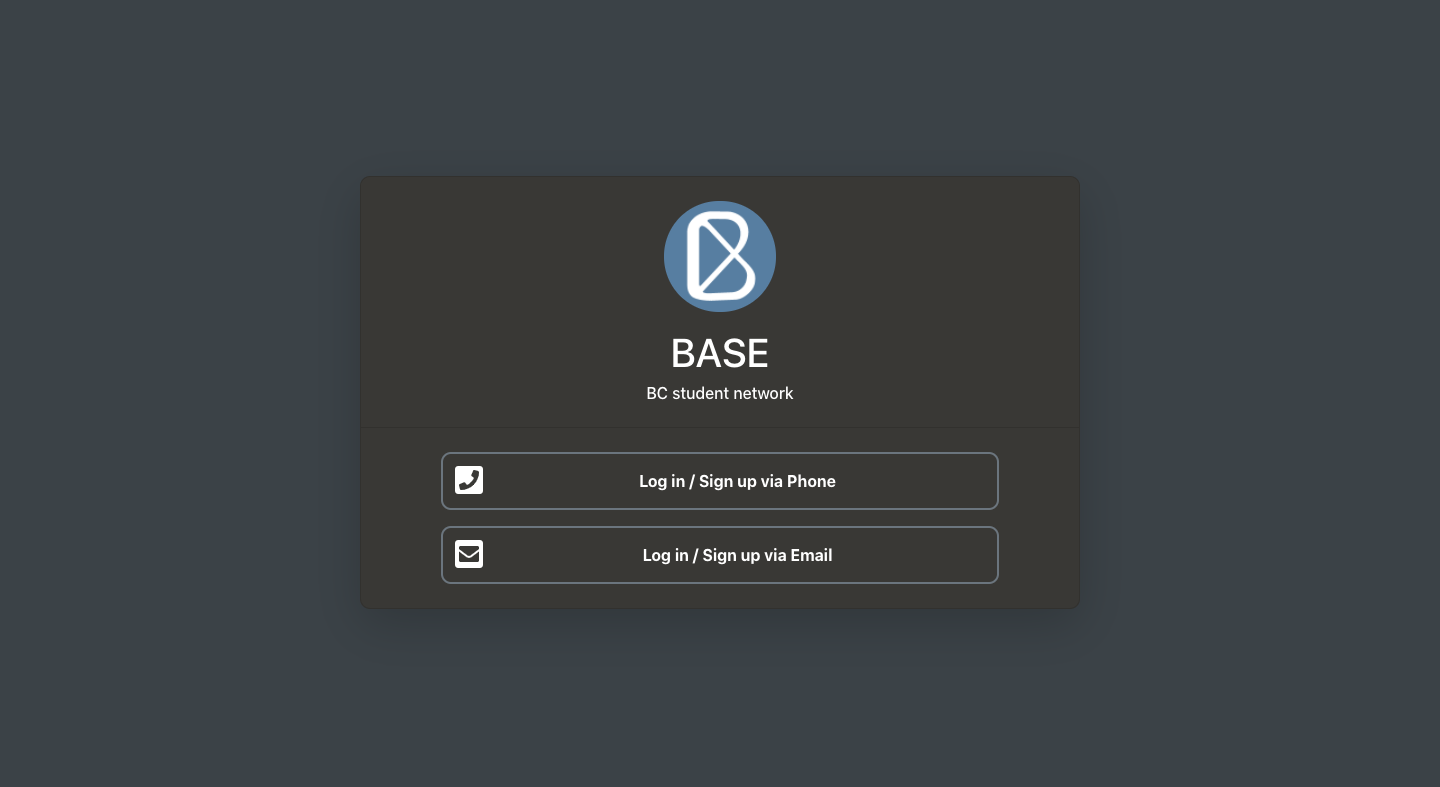 BASE
BC student network
Log in / Sign up via Phone
Log in / Sign up via Email